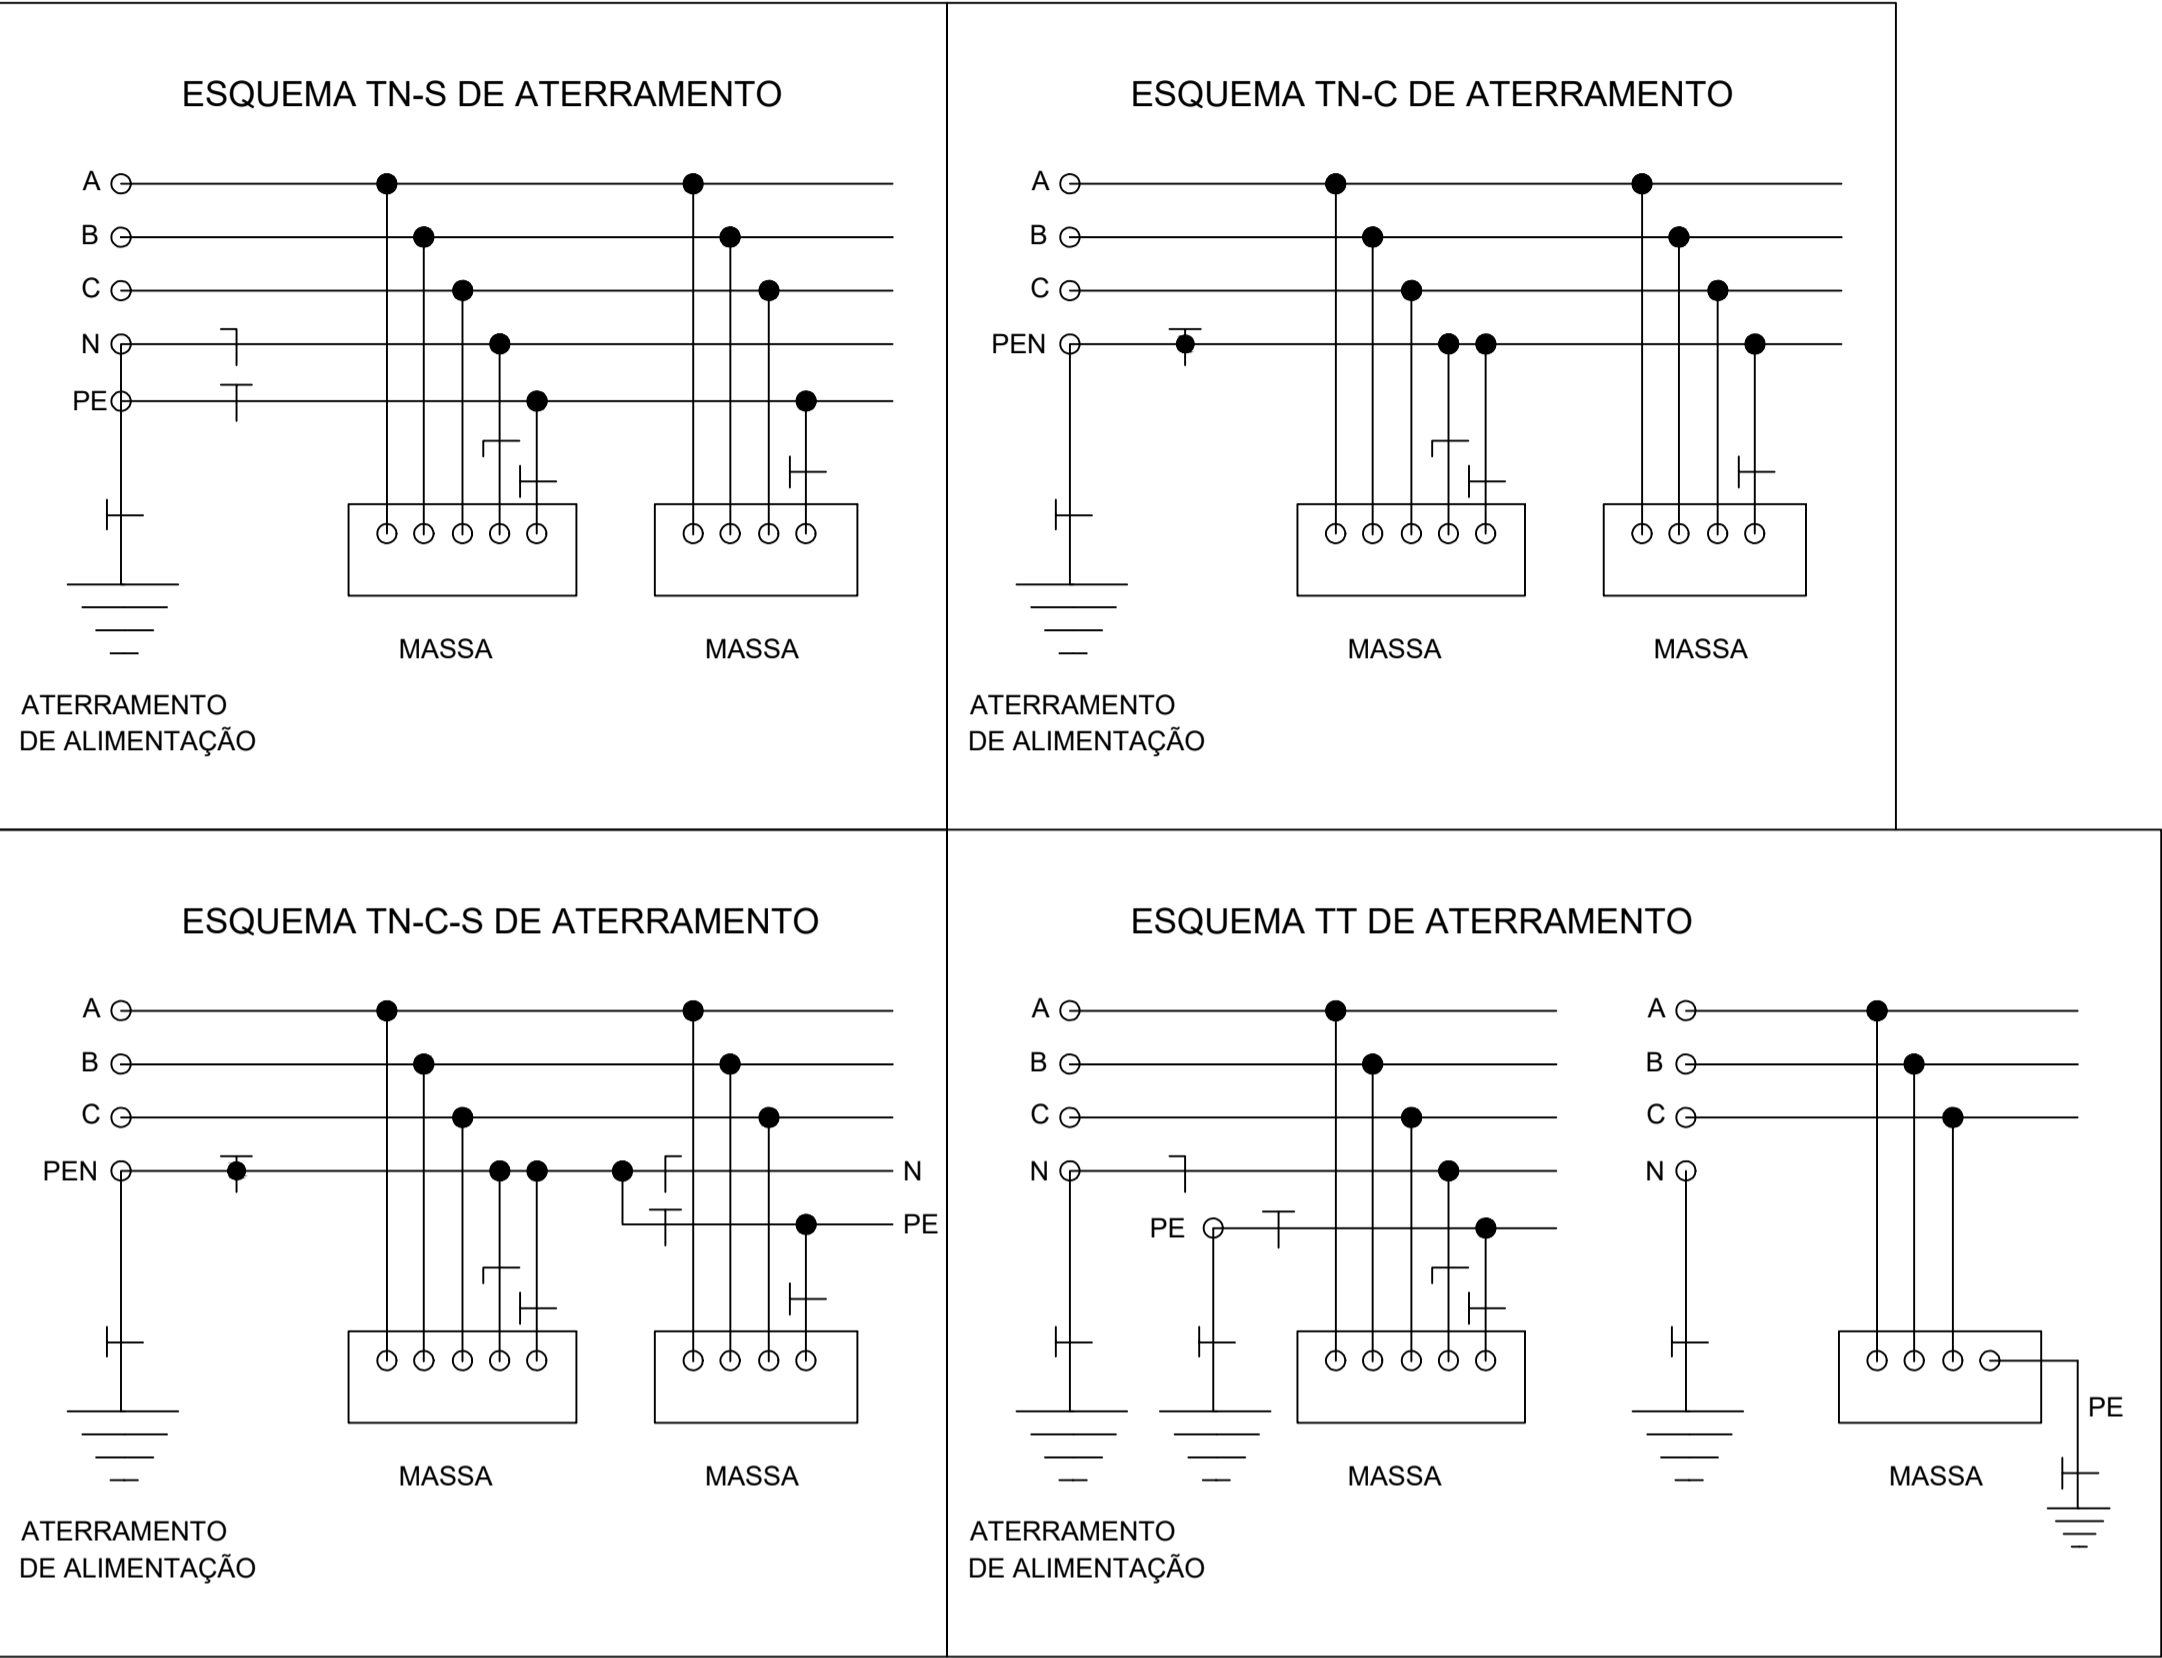 ESQUEMA TN-S DE ATERRAMENTO
A
B
C
N
PE
MASSA
MASSA
ATERRAMENTO
DE ALIMENTAÇÃO
ESQUEMA TN-C DE ATERRAMENTO
A
B
C
PEN
MASSA
MASSA
ATERRAMENTO
DE ALIMENTAÇÃO
ESQUEMA TN-C-S DE ATERRAMENTO
A
B
C
PEN
N
PE
MASSA
MASSA
ATERRAMENTO
DE ALIMENTAÇÃO
ESQUEMA TT DE ATERRAMENTO
A
B
C
N
PE
MASSA
ATERRAMENTO
DE ALIMENTAÇÃO
A
B
C
N
PE
MASSA